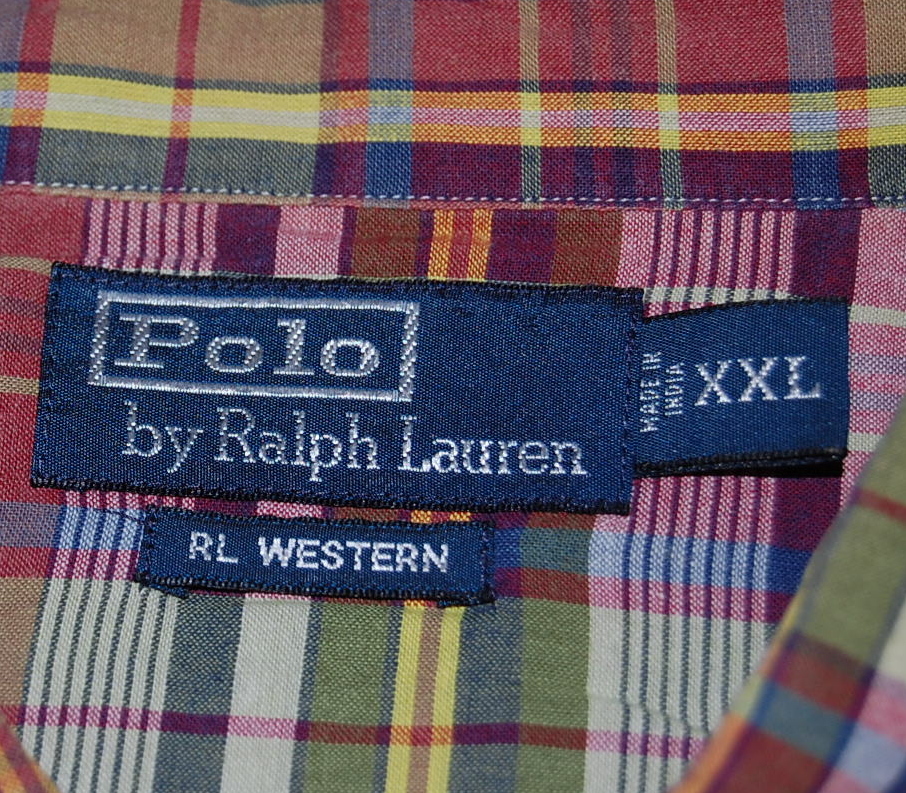 Polo
by Ralph Lauren
MADE IN
INDIA
XXL
RL WESTERN